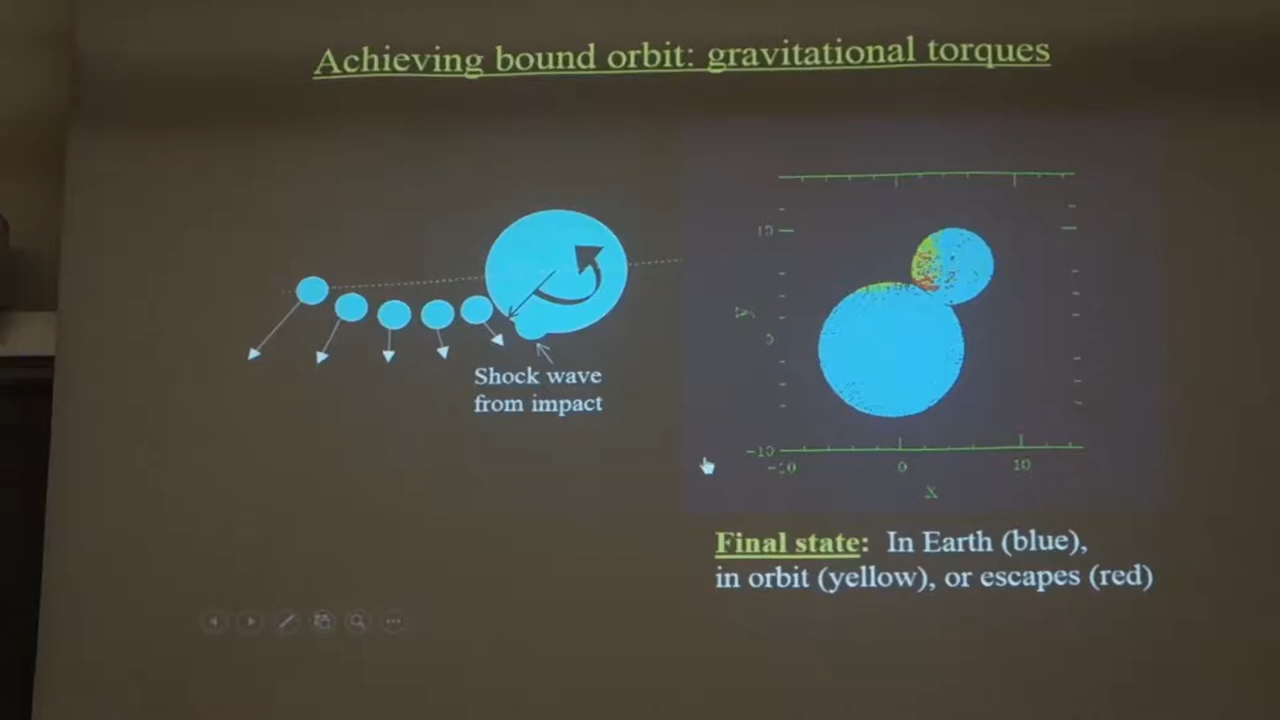 Achieving bound orbit: gravitational torques
Shock wave
from impact
10
0
-10
-10
0
10
X
Final state: In Earth (blue),
in orbit (yellow), or escapes (red)